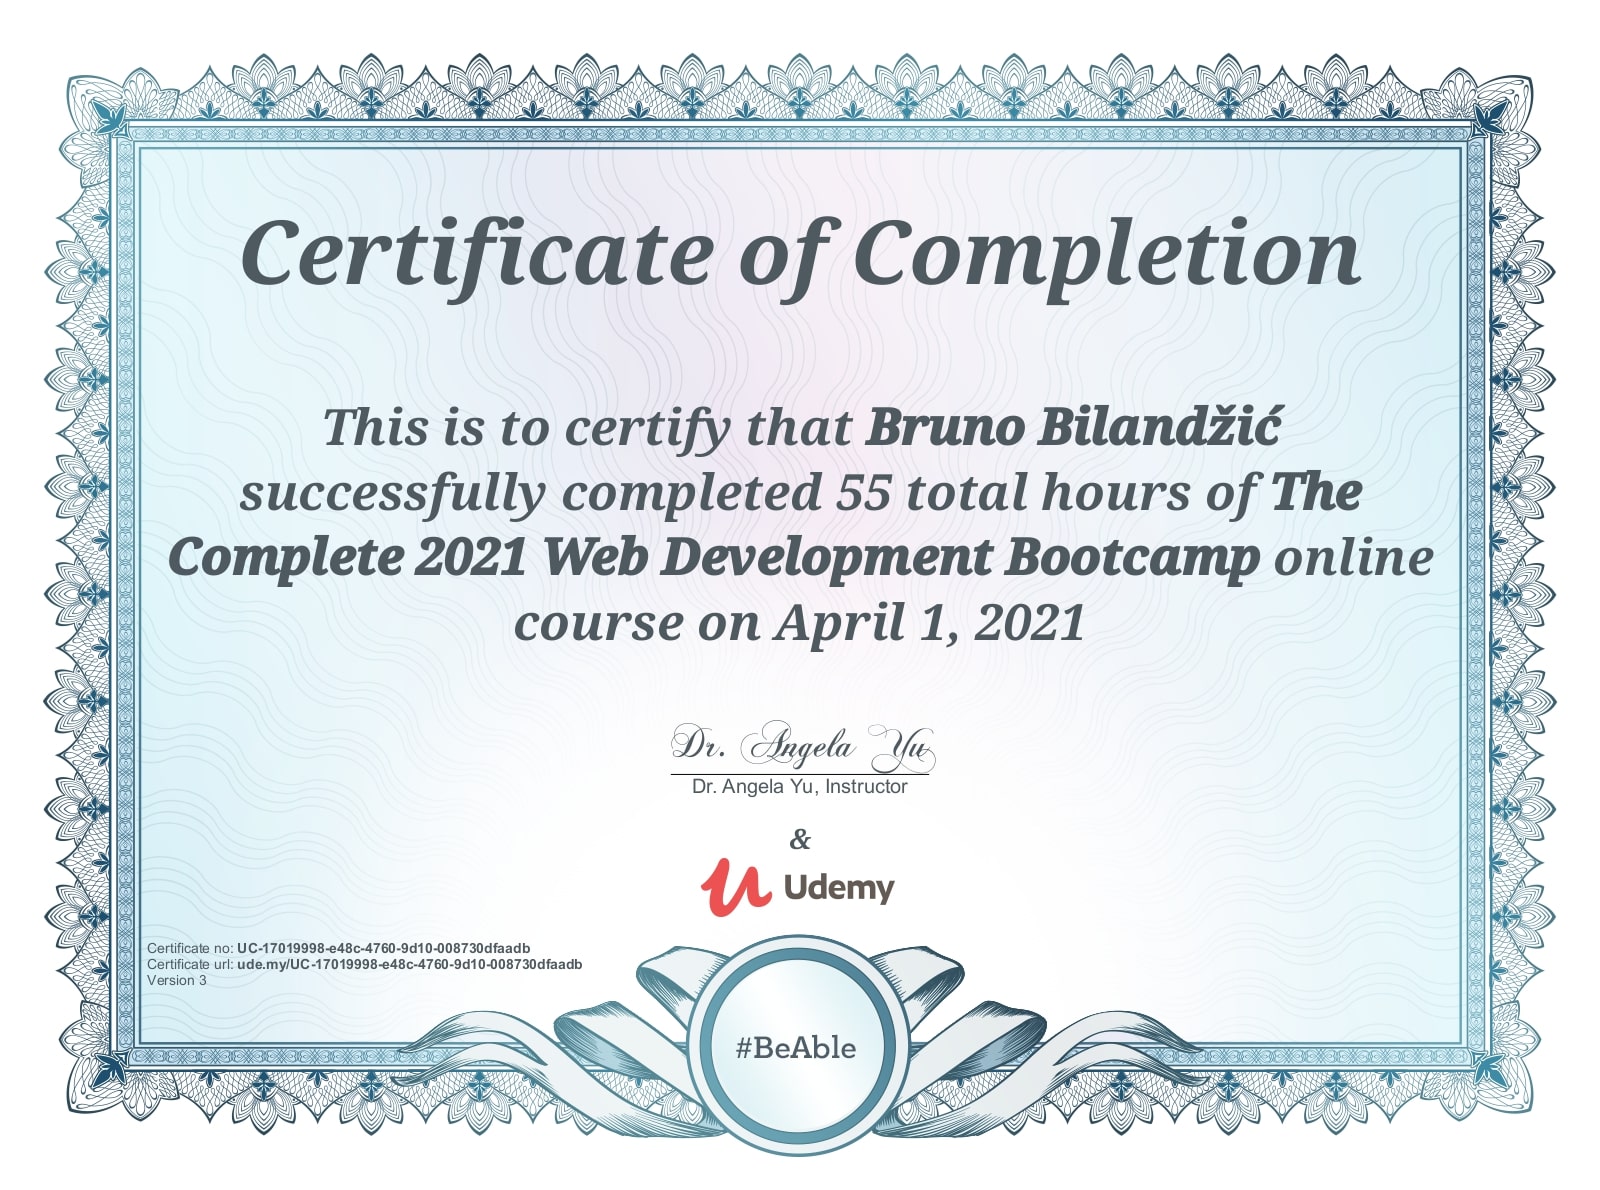 Certificate of Completion
This is to certify that Bruno Bilandžić
successfully completed 55 total hours of The
Complete 2021 Web Development Bootcamp online
course on April 1, 2021
Dr. Angela Yu
Dr. Angela Yu, Instructor
&
Udemy
Certificate no: UC-17019998-e48c-4760-9d10-008730dfaadb
Certificate url: ude.my/UC-17019998-e48c-4760-9d10-008730dfaadb
Version 3
#BeAble